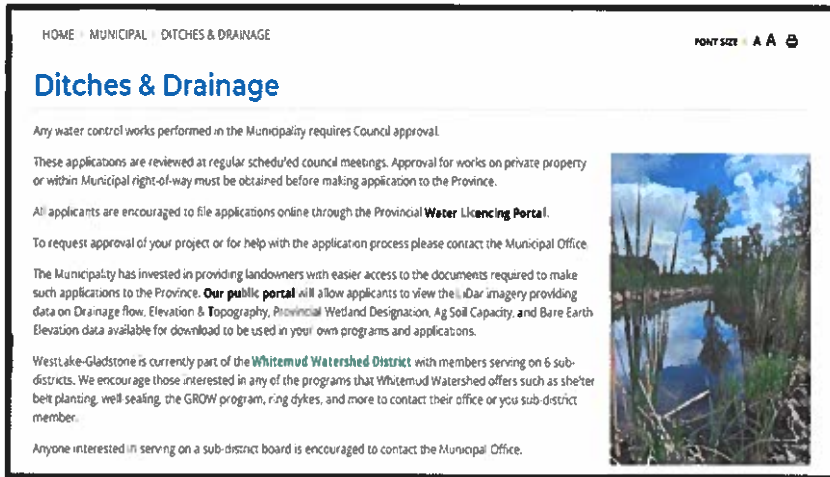 HOME MUNICIPAL DITCHES & DRAINAGE
FONT SIZE A A
Ditches & Drainage
Any water control works performed in the Municipality requires Council approval.
These applications are reviewed at regular scheduled council meetings. Approval for works on private property
or within Municipal right-of-way must be obtained before making application to the Province.
All applicants are encouraged to file applications online through the Provincial Water Licencing Portal.
To request approval of your project or for help with the application process please contact the Municipal Office
The Municipality has invested in providing landowners with easier access to the documents required to make
such applications to the Province. Our public portal will allow applicants to view the LiDar imagery providing
data on Drainage flow, Elevation & Topography, Provincial Wetland Designation, Ag Soil Capacity, and Bare Earth
Elevation data available for download to be used in your own programs and applications.
WestLake-Gladstone is currently part of the Whitemud Watershed District with members serving on 6 sub-
districts. We encourage those interested in any of the programs that Whitemud Watershed offers such as shelter
belt planting, well sealing, the GROW program, ring dykes, and more to contact their office or you sub-district
member.
Anyone interested in serving on a sub-district board is encouraged to contact the Municipal Office.